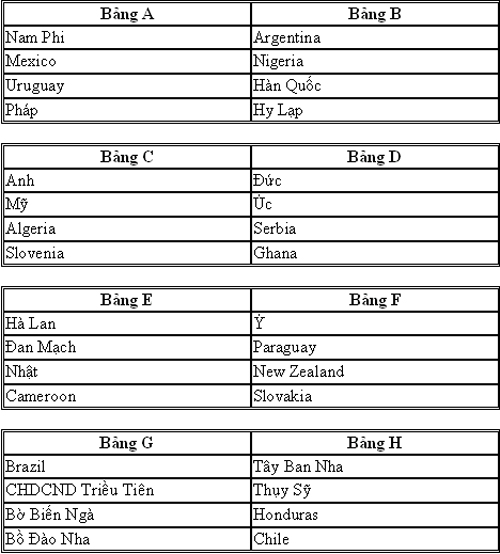 Bảng A Bảng B
Nam Phi Argentina
Mexico Nigeria
Uruguay Hàn Quốc
Pháp Hy Lạp
Bảng C Bảng D
Anh Đức
Mỹ Úc
Algeria Serbia
Slovenia Ghana
Bảng E Bảng F
Hà Lan Ý
Đan Mạch Paraguay
Nhật New Zealand
Cameroon Slovakia
Bảng G Bảng H
Brazil Tây Ban Nha
CHDCND Triều Tiên Thụy Sỹ
Bờ Biển Ngà Honduras
Bồ Đào Nha Chile